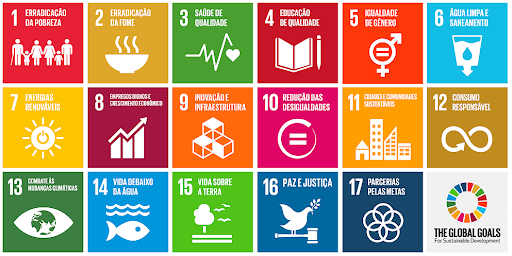 1 ERRADICAÇÃO
DA POBREZA
2 ERRADICAÇÃO
DA FOME
3 SAÚDE DE
QUALIDADE
4 EDUCAÇÃO
DE QUALIDADE
5 IGUALDADE
DE GÊNERO
6 ÁGUA LIMPA E
SANEAMENTO
7 ENERGIAS
RENOVÁVEIS
8 EMPREGOS DIGNOS E
CRESCIMENTO ECONÔMICO
9 INOVAÇÃO E
INFRAESTRUTURA
10 REDUÇÃO DAS
DESIGUALDADES
11 CIDADES E COMUNIDADES
SUSTENTÁVEIS
12 CONSUMO
RESPONSÁVEL
13 COMBATE ÀS
MUDANÇAS CLIMÁTICAS
14 VIDA DEBAIXO
DA ÁGUA
15 VIDA SOBRE
A TERRA
16 PAZ E JUSTIÇA
17 PARCERIAS
PELAS METAS
THE GLOBAL GOALS
For Sustainable Development